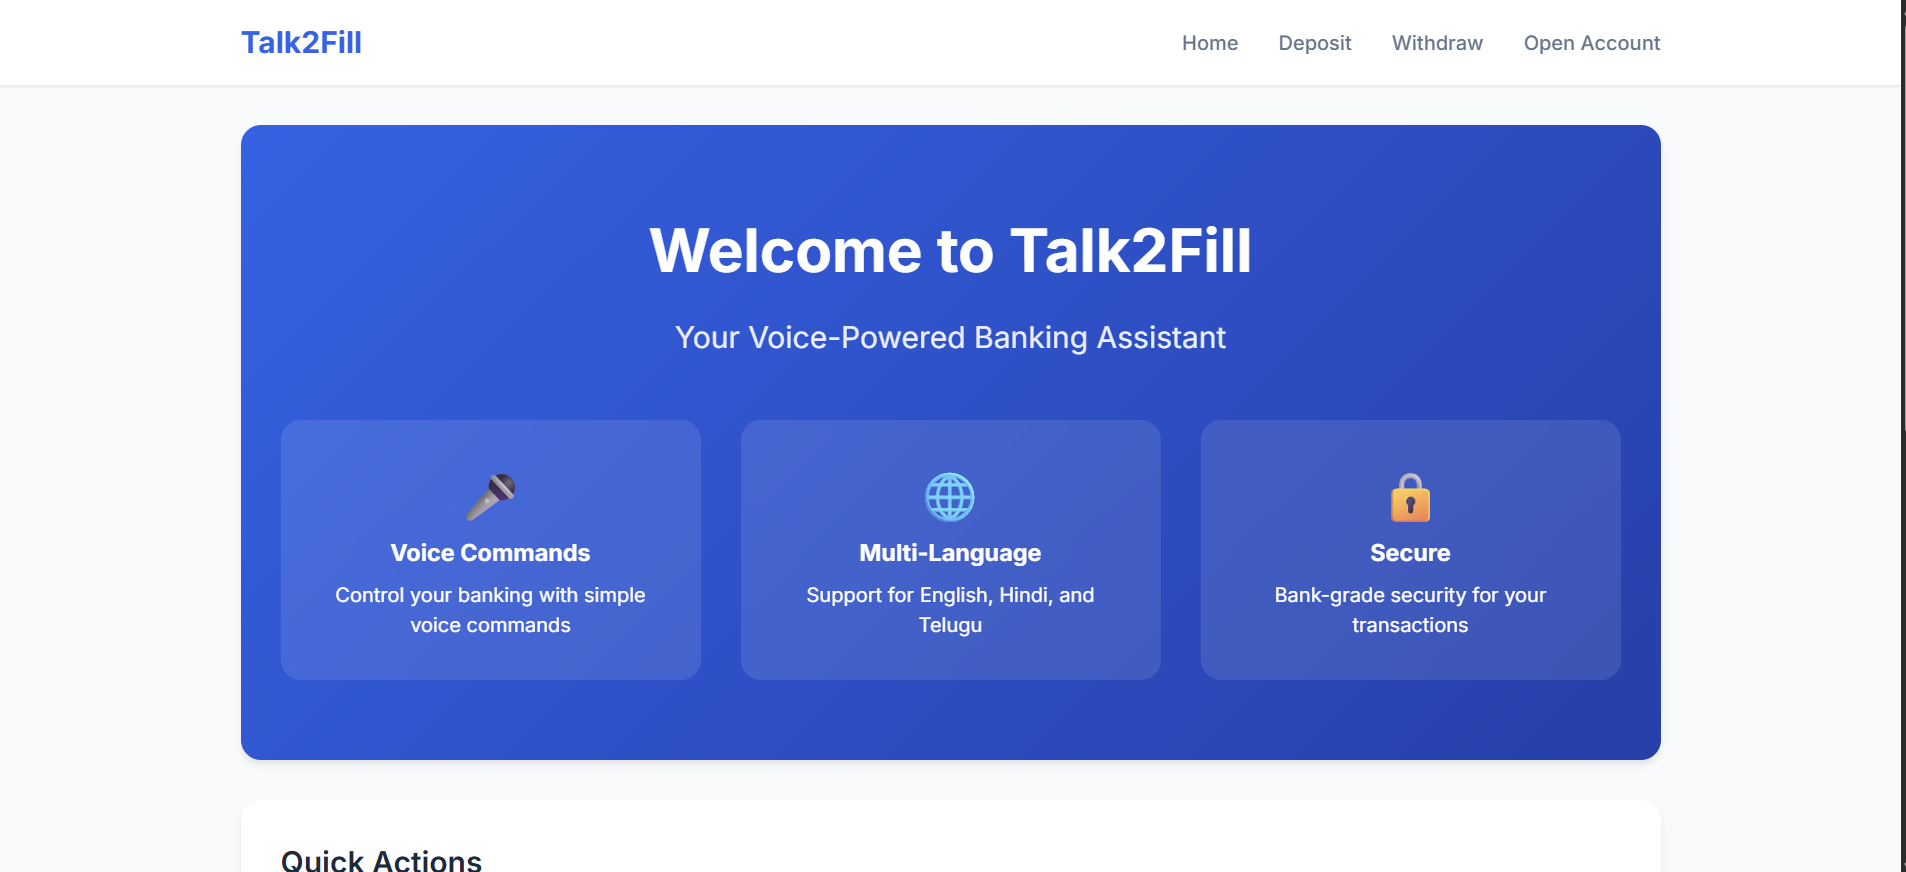 Talk2Fill
Home
Deposit
Withdraw
Open Account
Welcome to Talk2Fill
Your Voice-Powered Banking Assistant
Voice Commands
Control your banking with simple
voice commands
Multi-Language
Support for English, Hindi, and
Telugu
Secure
Bank-grade security for your
transactions
Quick Actions